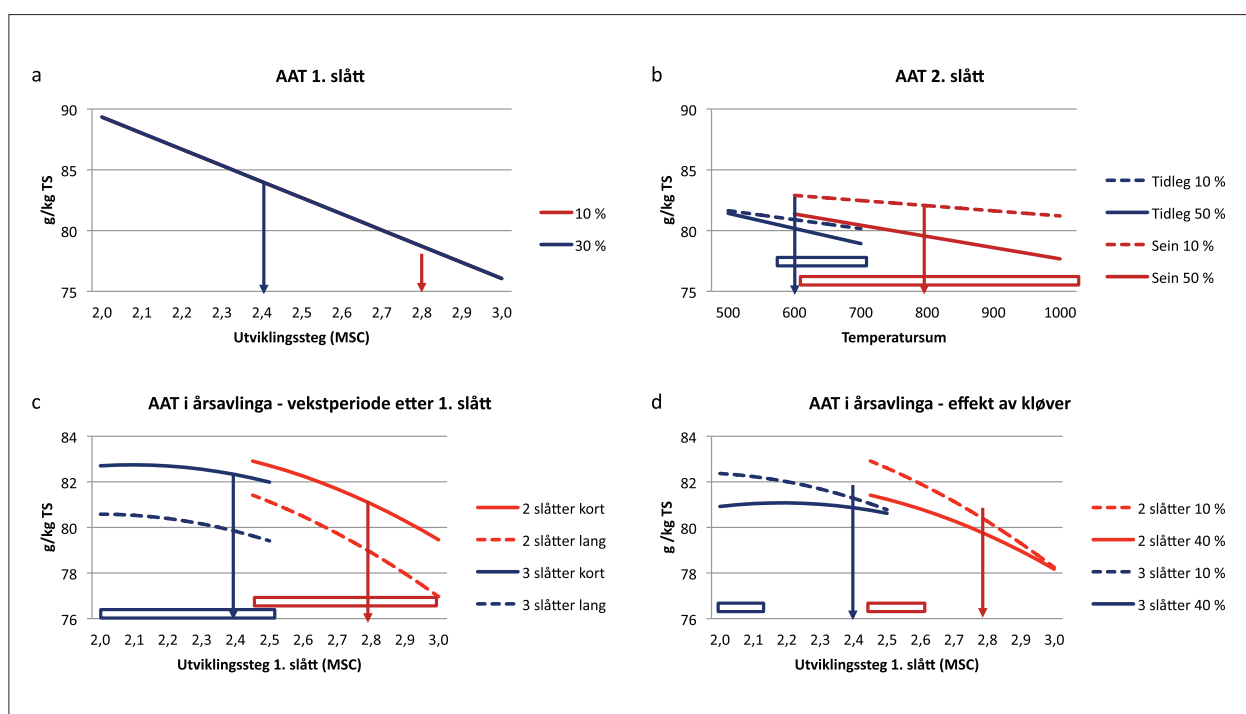 a
AAT 1. slått
g/kg TS
90
85
80
75
2,0 2,1 2,2 2,3 2,4 2,5 2,6 2,7 2,8 2,9 3,0
Utviklingssteg (MSC)
10 %
30 %
b
AAT 2. slått
g/kg TS
90
85
80
75
500 600 700 800 900 1000
Temperatursum
Tidleg 10 %
Tidleg 50 %
Sein 10 %
Sein 50 %
c
AAT i årsavlinga - vekstperiode etter 1. slått
g/kg TS
84
82
80
78
76
2,0 2,1 2,2 2,3 2,4 2,5 2,6 2,7 2,8 2,9 3,0
Utviklingssteg 1. slått (MSC)
2 slåtter kort
2 slåtter lang
3 slåtter kort
3 slåtter lang
d
AAT i årsavlinga - effekt av kløver
g /kg TS
84
82
80
78
76
2,0 2,1 2,2 2,3 2,4 2,5 2,6 2,7 2,8 2,9 3,0
Utviklingssteg 1. slått (MSC)
2 slåtter 10 %
2 slåtter 40 %
3 slåtter 10 %
3 slåtter 40 %